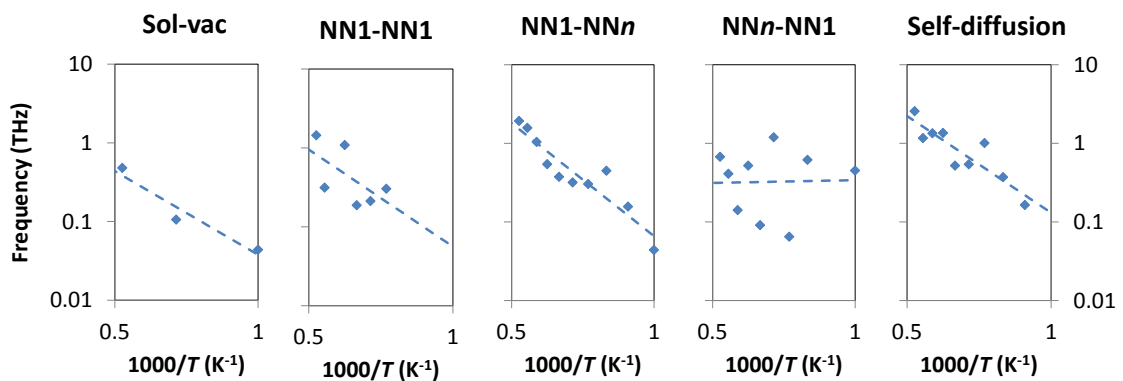 Sol-vac
NN1-NN1
NN1-NNn
NNn-NN1
Self-diffusion
Frequency (THz)
10
1
0.1
0.01
10
1
0.1
0.01
0.5 1
0.5 1
0.5 1
0.5 1
0.5 1
1000/T (K⁻¹)
1000/T (K⁻¹)
1000/T (K⁻¹)
1000/T (K⁻¹)
1000/T (K⁻¹)